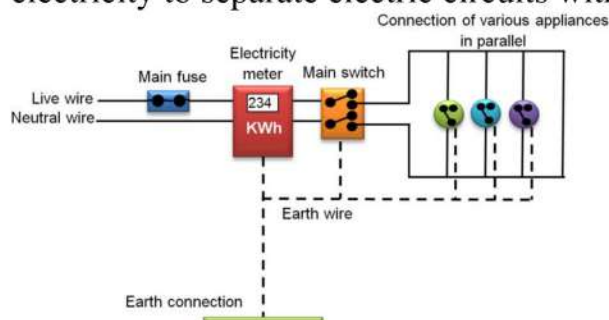 electricity to separate electric circuits with
Connection of various appliances
in parallel
Electricity
meter
Main fuse
Main switch
Live wire
234
Neutral wire
KWh
Earth wire
Earth connection